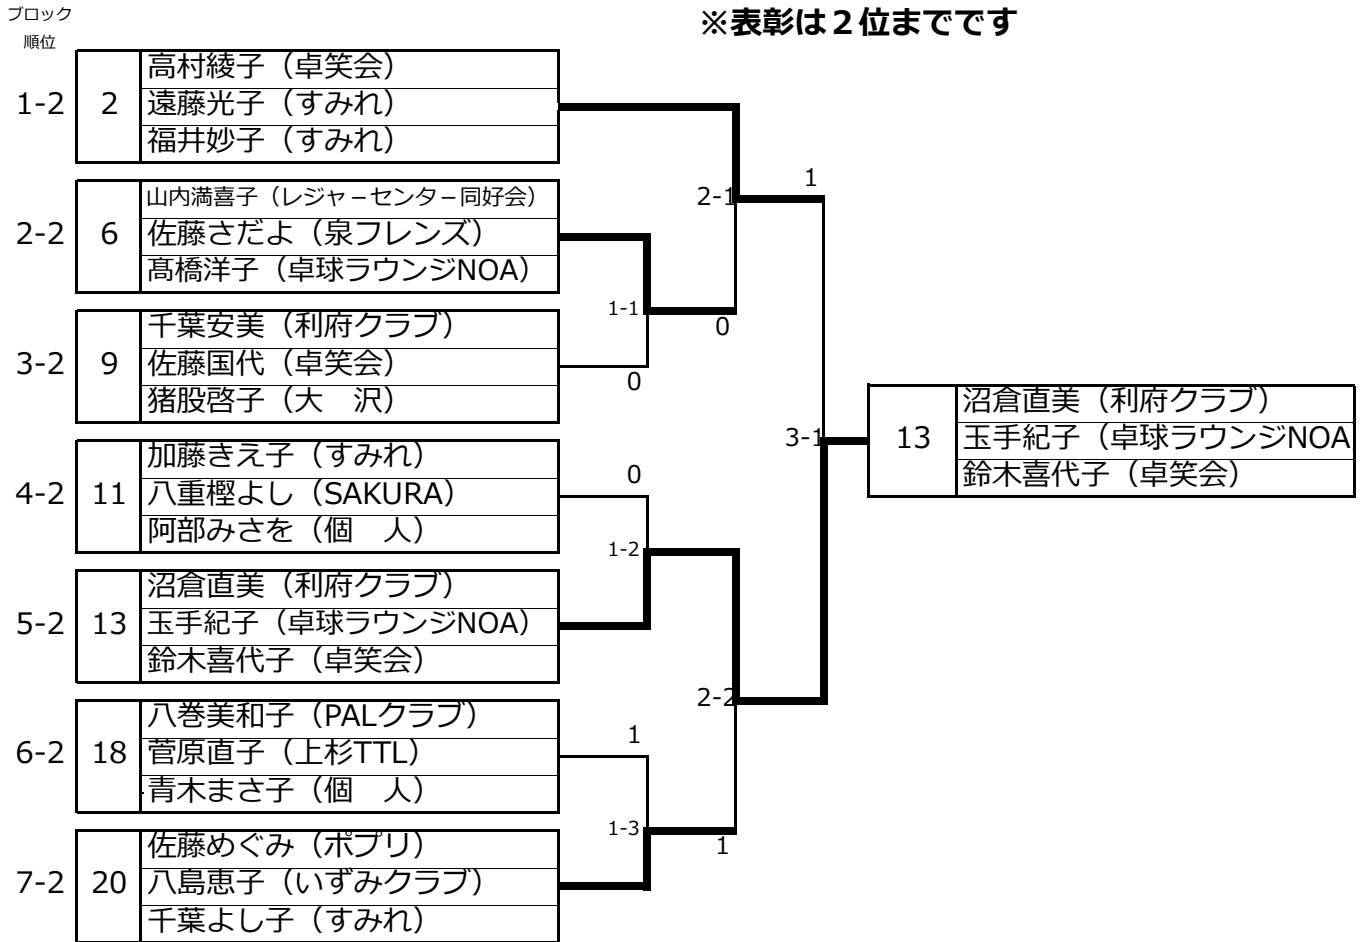 ブロック
順位
※表彰は２位までです
1-2 2 高村綾子（卓笑会）
遠藤光子（すみれ）
福井妙子（すみれ）
2-1
1
2-2 6 山内満喜子（レジャ－センタ－同好会）
佐藤さだよ（泉フレンズ）
髙橋洋子（卓球ラウンジNOA）
1-1
0
3-2 9 千葉安美（利府クラブ）
佐藤国代（卓笑会）
猪股啓子（大　沢）
0
4-2 11 加藤きえ子（すみれ）
八重樫よし（SAKURA）
阿部みさを（個　人）
0
3-1
13 沼倉直美（利府クラブ）
玉手紀子（卓球ラウンジNOA
鈴木喜代子（卓笑会）
1-2
5-2 13 沼倉直美（利府クラブ）
玉手紀子（卓球ラウンジNOA）
鈴木喜代子（卓笑会）
2-2
6-2 18 八巻美和子（PALクラブ）
菅原直子（上杉TTL）
青木まさ子（個　人）
1
1-3
1
7-2 20 佐藤めぐみ（ポプリ）
八島恵子（いずみクラブ）
千葉よし子（すみれ）